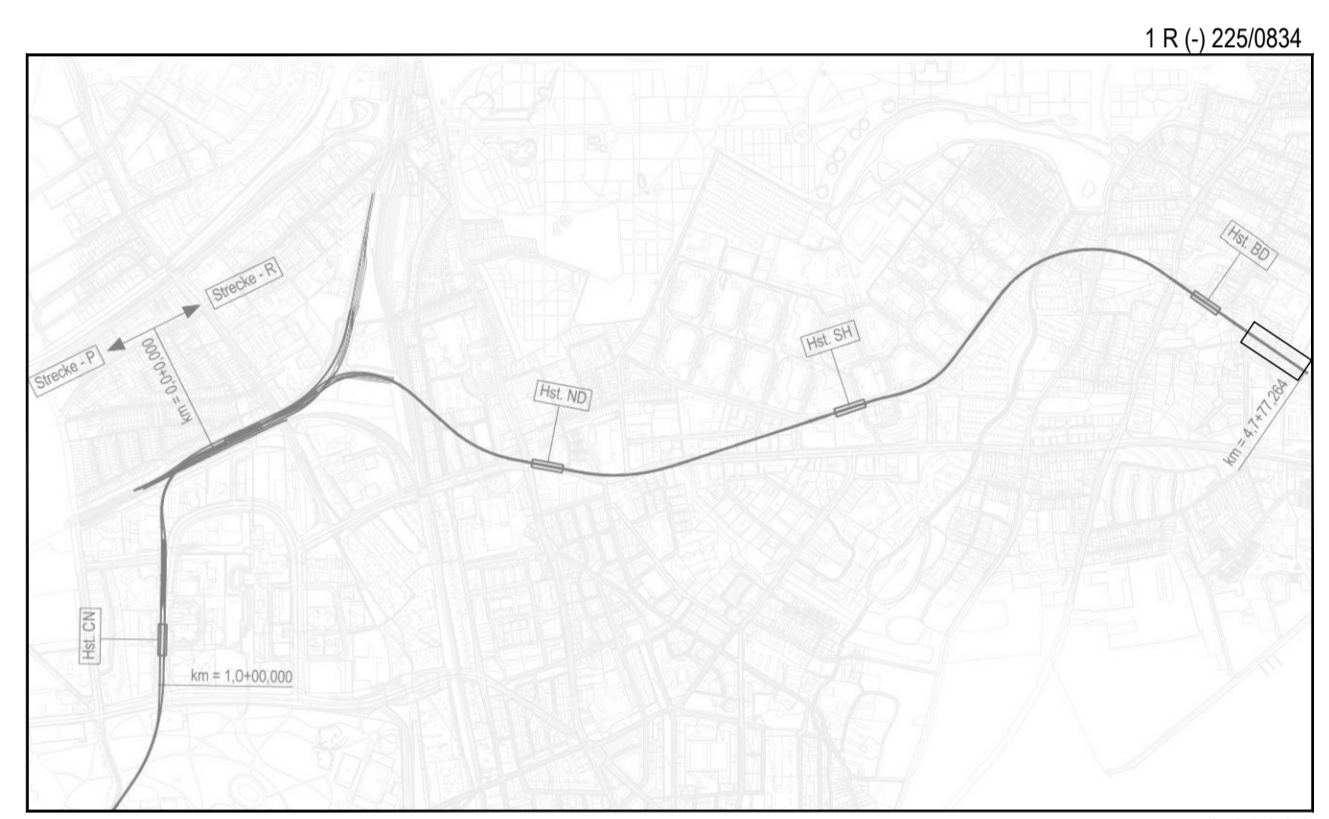 1 R (-) 225/0834
Hst. BD
Strecke - R
Strecke - P
km = 0,0+00,000
Hst. SH
Hst. ND
km = 4,7+77,264
Hst. CN
km = 1,0+00,000